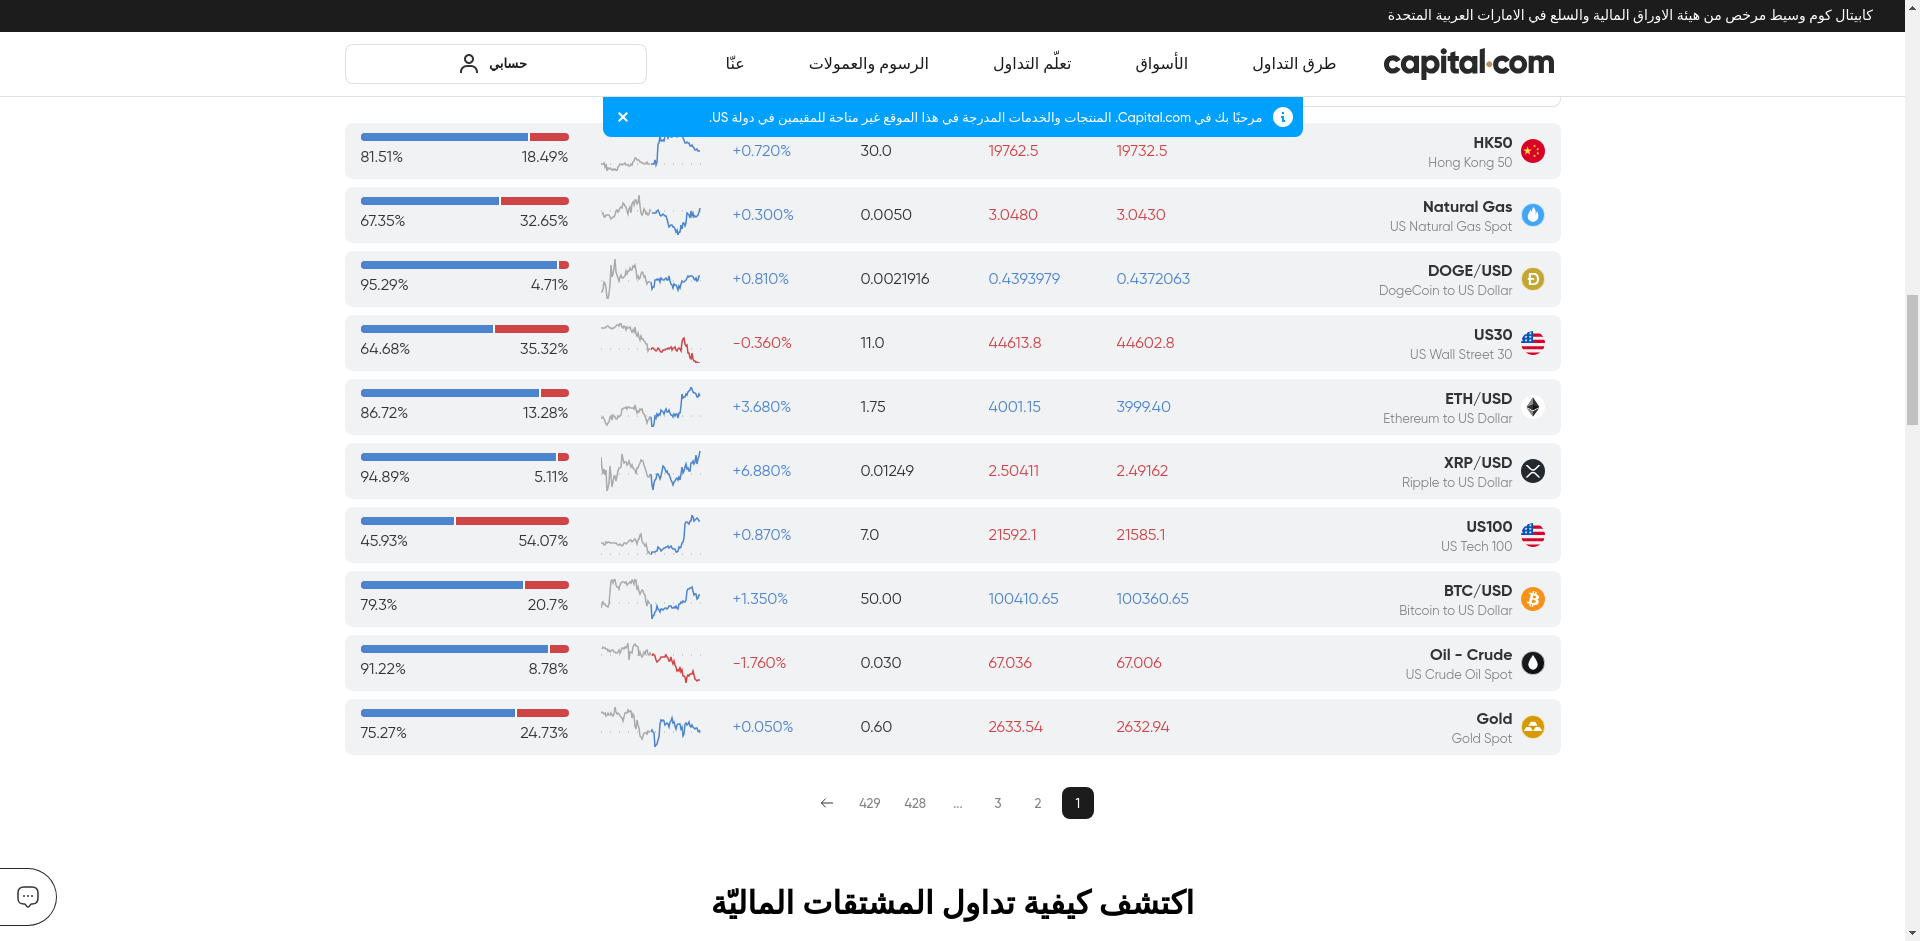 كابيتال كوم وسيط مرخص من هيئة الاوراق المالية والسلع في الامارات العربية المتحدة
capital.com
طرق التداول
الأسواق
تعلّم التداول
الرسوم والعمولات
عنّا
حسابي
مرحبًا بك في Capital.com. المنتجات والخدمات المدرجة في هذا الموقع غير متاحة للمقيمين في دولة US.
HK50
Hong Kong 50
19732.5
19762.5
30.0
+0.720%
18.49%
81.51%
Natural Gas
US Natural Gas Spot
3.0430
3.0480
0.0050
+0.300%
32.65%
67.35%
DOGE/USD
DogeCoin to US Dollar
0.4372063
0.4393979
0.0021916
+0.810%
4.71%
95.29%
US30
US Wall Street 30
44602.8
44613.8
11.0
-0.360%
35.32%
64.68%
ETH/USD
Ethereum to US Dollar
3999.40
4001.15
1.75
+3.680%
13.28%
86.72%
XRP/USD
Ripple to US Dollar
2.49162
2.50411
0.01249
+6.880%
5.11%
94.89%
US100
US Tech 100
21585.1
21592.1
7.0
+0.870%
54.07%
45.93%
BTC/USD
Bitcoin to US Dollar
100360.65
100410.65
50.00
+1.350%
20.7%
79.3%
Oil - Crude
US Crude Oil Spot
67.006
67.036
0.030
-1.760%
8.78%
91.22%
Gold
Gold Spot
2632.94
2633.54
0.60
+0.050%
24.73%
75.27%
1
2
3
...
428
429
اكتشف كيفية تداول المشتقات الماليّة